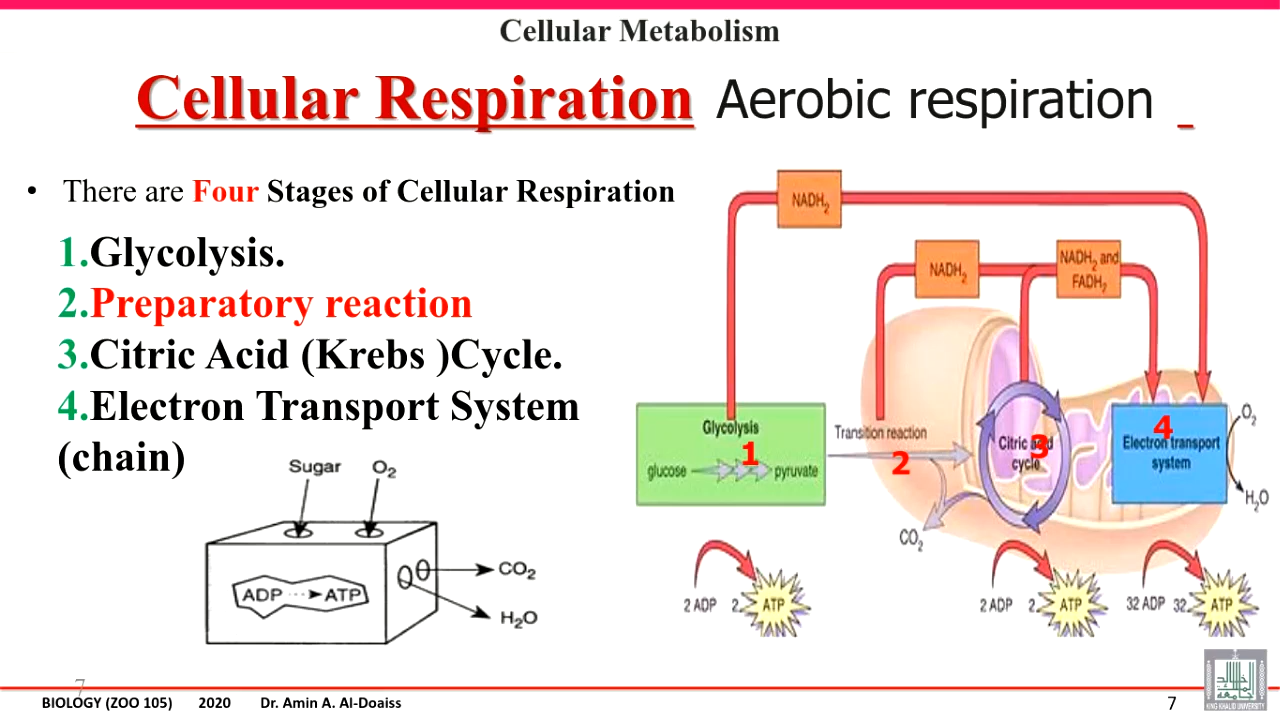 Cellular Metabolism
Cellular Respiration Aerobic respiration
• There are Four Stages of Cellular Respiration
1.Glycolysis.
2.Preparatory reaction
3.Citric Acid (Krebs )Cycle.
4.Electron Transport System
(chain)
Sugar O₂
ADP ···► ATP
CO₂
H₂O
NADH₂
NADH₂
NADH₂ and
FADH₂
Glycolysis
1
glucose pyruvate
Transition reaction
2
Citric acid
cycle
3
4
Electron transport
system
O₂
H₂O
CO₂
2 ADP 2 ATP
2 ADP 2 ATP
32 ADP 32 ATP
7
BIOLOGY (ZOO 105) 2020 Dr. Amin A. Al-Doaiss
7
KING KHALID UNIVERSITY